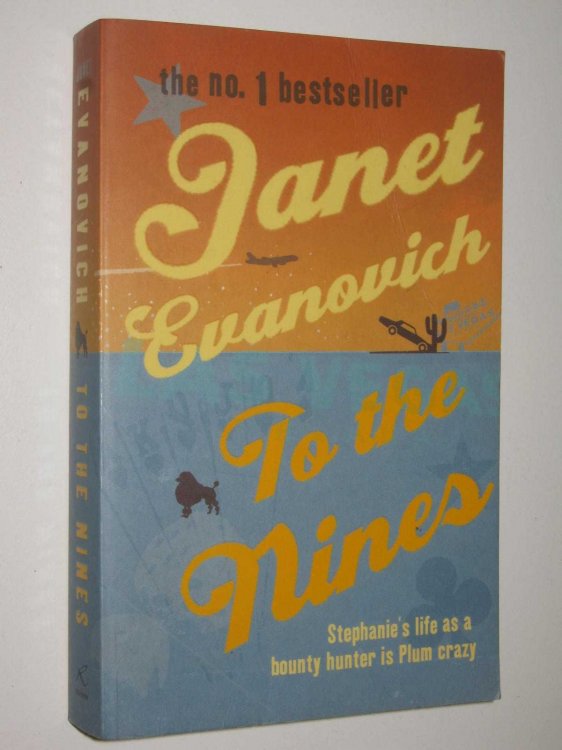 the no. 1 bestseller
Janet
Evanovich
To the
Nines
Stephanie's life as a
bounty hunter is Plum crazy
EVANOVICH TO THE NINES